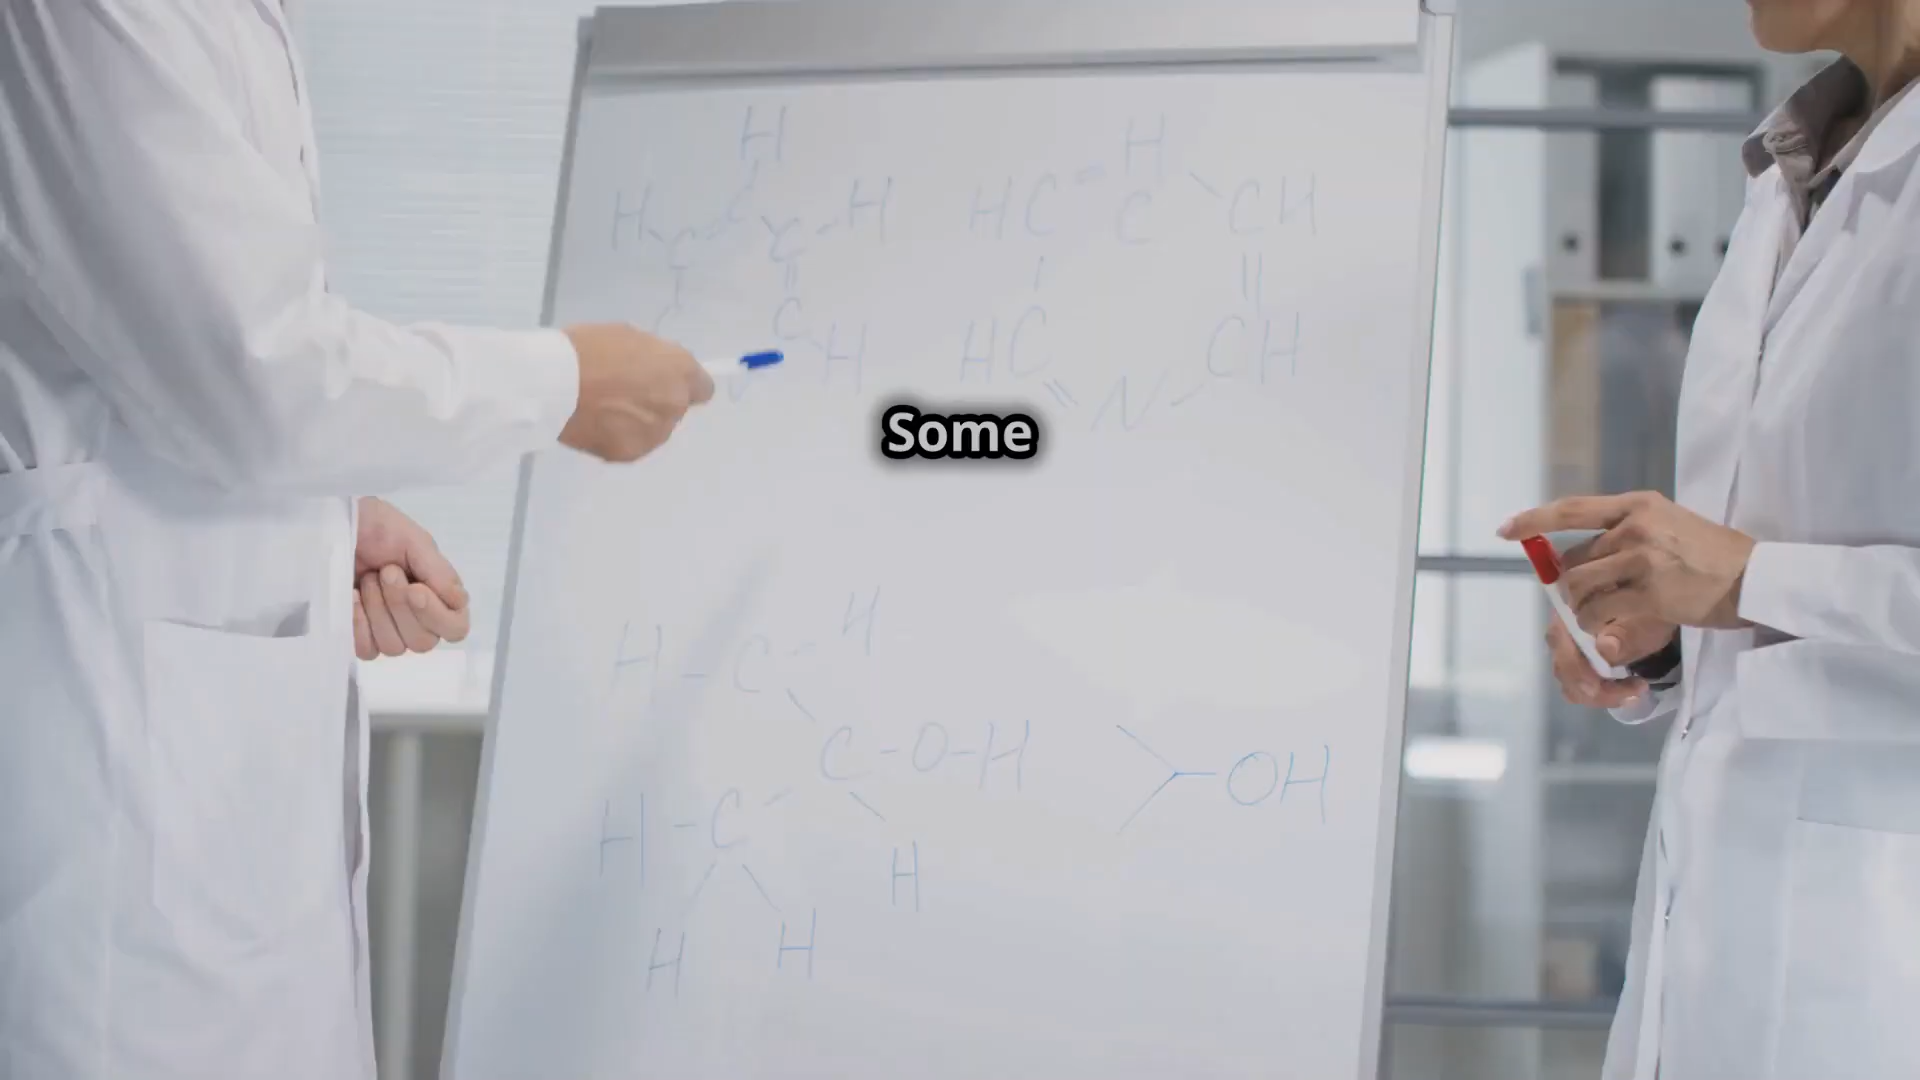 H
H C C H
C C H
H
HC = C CH
HC CH
N
Some
H
H - C - H
C - O - H
H - C
H
H H
OH